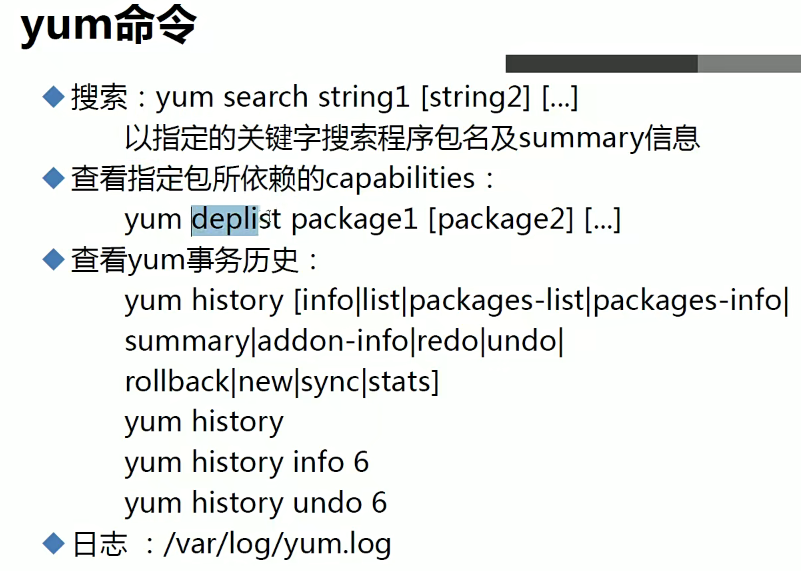 yum命令
搜索：yum search string1 [string2] [...]
以指定的关键字搜索程序包名及summary信息
查看指定包所依赖的capabilities：
yum deplist package1 [package2] [...]
查看yum事务历史：
yum history [info|list|packages-list|packages-info|
summary|addon-info|redo|undo|
rollback|new|sync|stats]
yum history
yum history info 6
yum history undo 6
日志 ：/var/log/yum.log